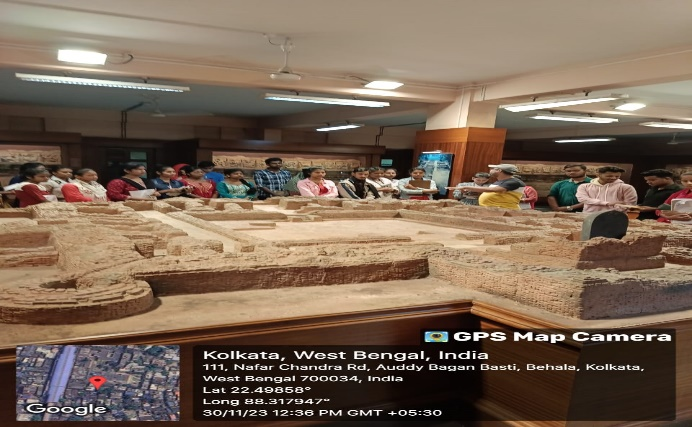 GPS Map Camera
Kolkata, West Bengal, India
111, Nafar Chandra Rd, Auddy Bagan Basti, Behala, Kolkata,
West Bengal 700034, India
Lat 22.49858°
Long 88.317947°
30/11/23 12:36 PM GMT +05:30
Google